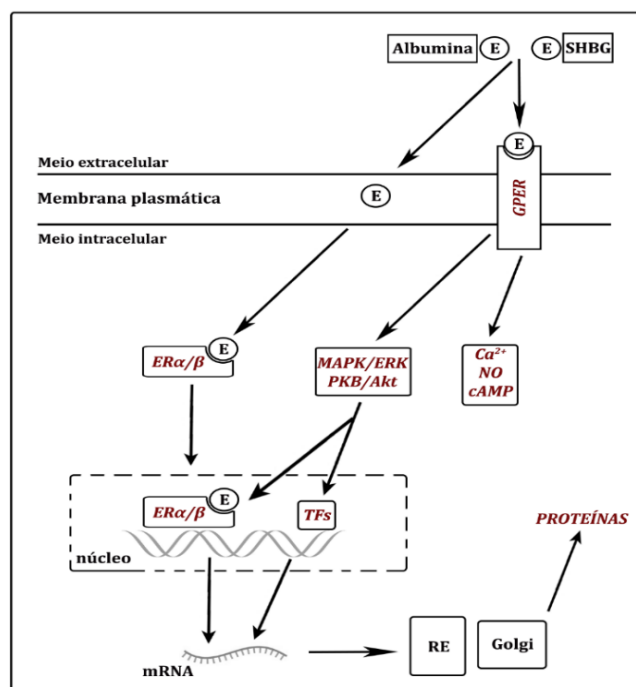 Albumina E E SHBG
E
Meio extracelular
GPER
Membrana plasmática E
Meio intracelular
E
ERα/β
MAPK/ERK
PKB/Akt
Ca²⁺
NO
cAMP
E
ERα/β
TFs
núcleo
PROTEÍNAS
RE
Golgi
mRNA